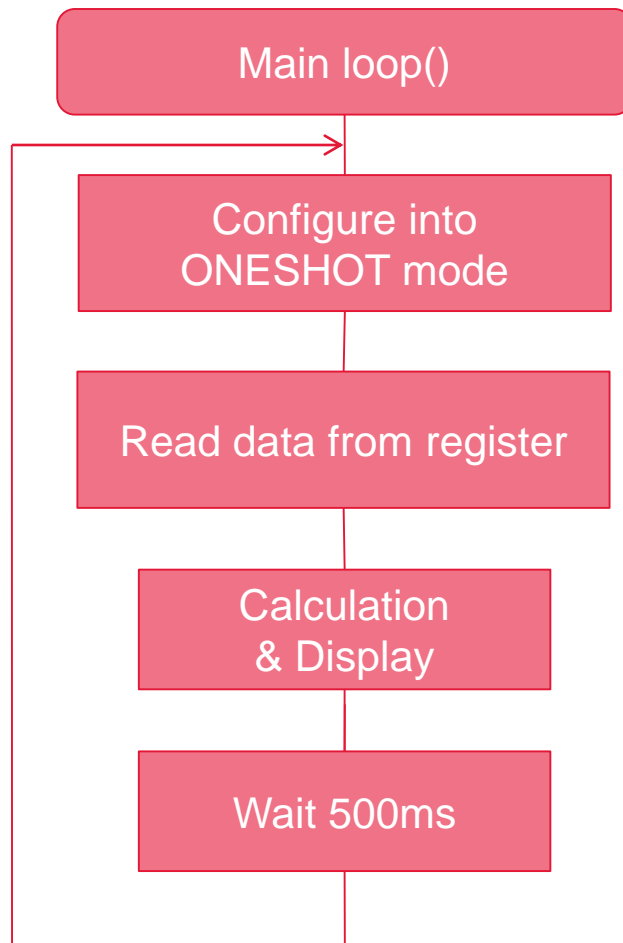 Main loop()
Configure into
ONESHOT mode
Read data from register
Calculation
& Display
Wait 500ms